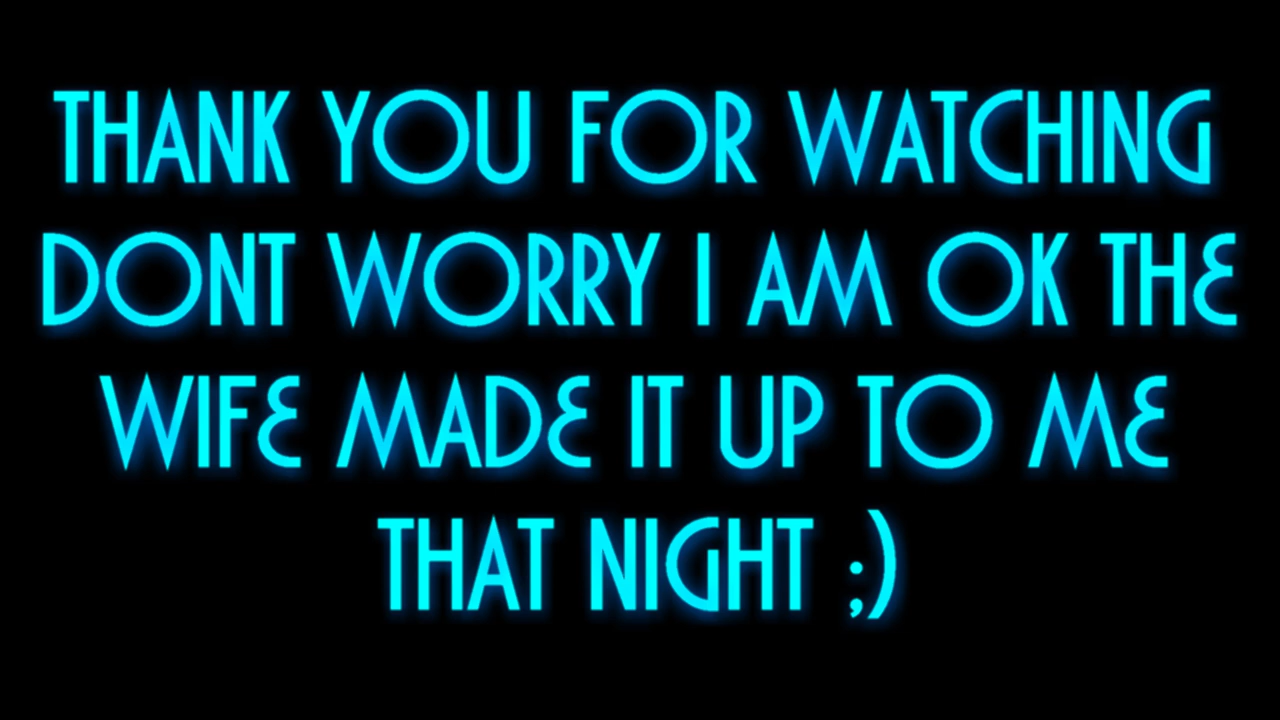 THANK YOU FOR WATCHING
DONT WORRY I AM OK THE
WIFE MADE IT UP TO ME
THAT NIGHT ;)